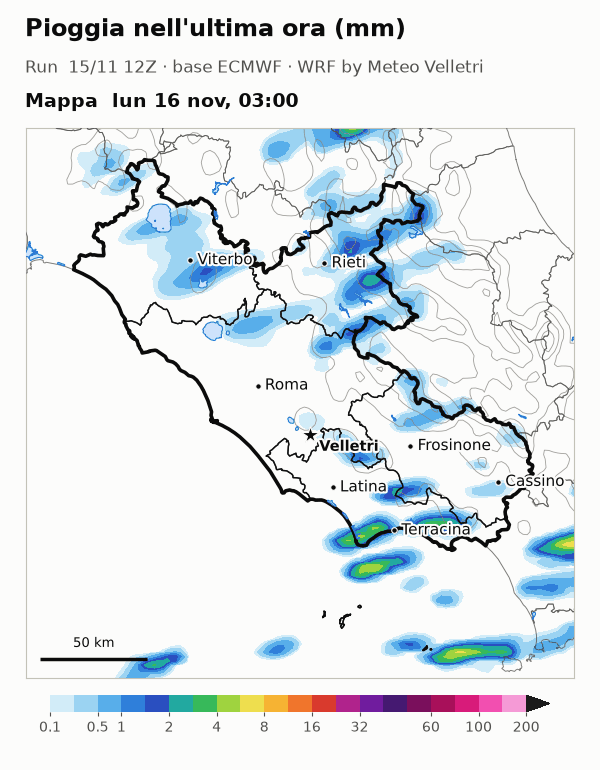 Pioggia nell'ultima ora (mm)
Run 15/11 12Z · base ECMWF · WRF by Meteo Velletri
Mappa lun 16 nov, 03:00
Viterbo
Rieti
Roma
Velletri
Frosinone
Latina
Cassino
Terracina
50 km
0.1 0.5 1 2 4 8 16 32 60 100 200